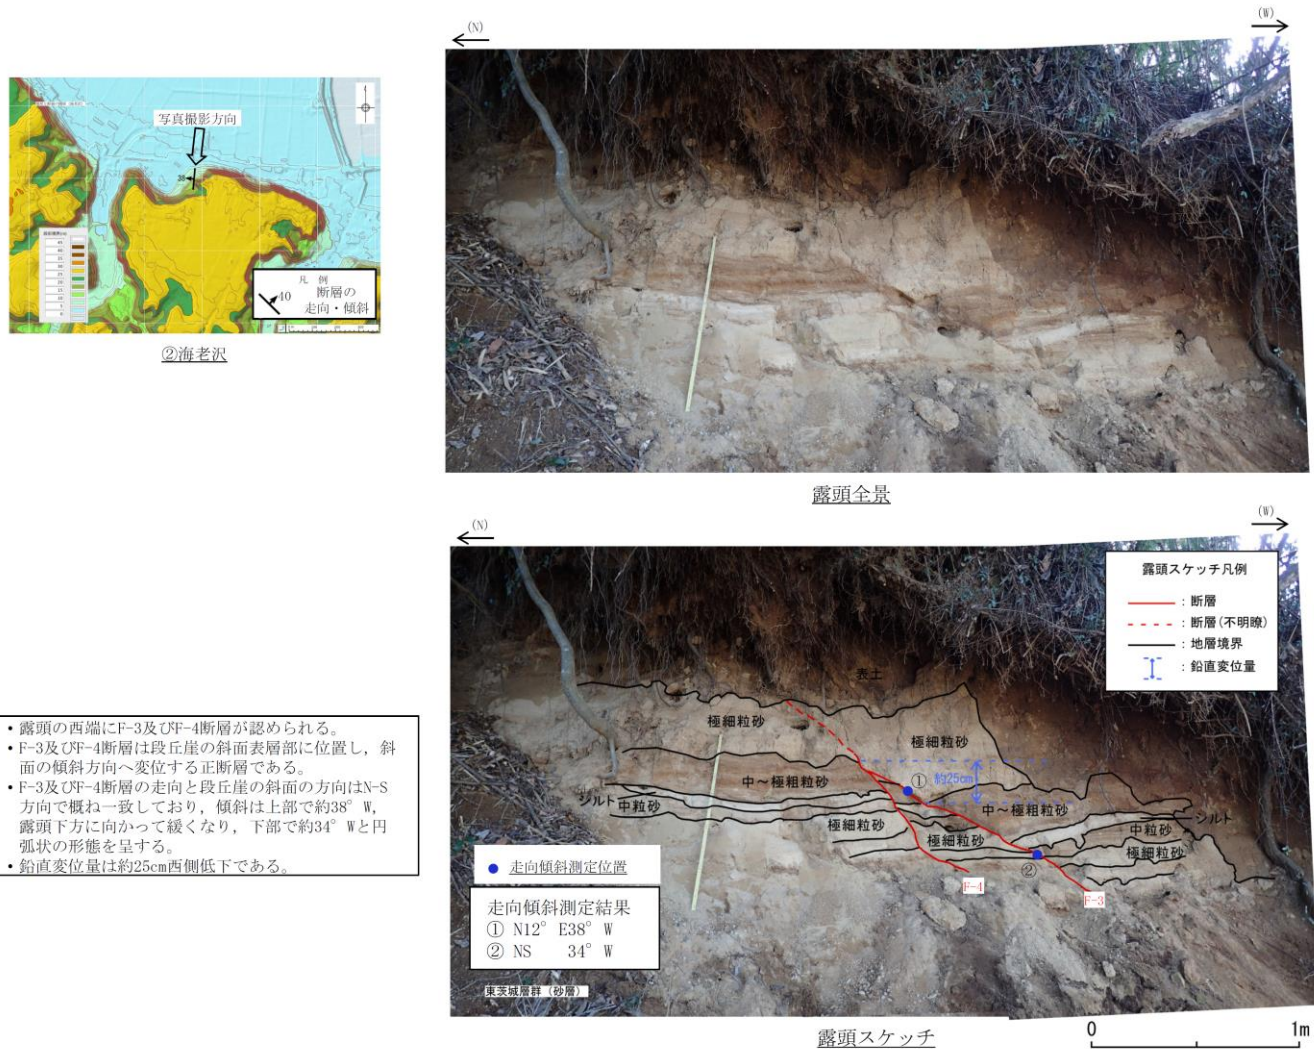 (N)
(W)
写真撮影方向
凡 例
40
断層の
走向・傾斜
②海老沢
露頭全景
(N)
(W)
露頭スケッチ凡例
:断層
:断層(不明瞭)
:地層境界
:鉛直変位量
表土
極細粒砂
極細粒砂
①
約25cm
中～極粗粒砂
中～極粗粒砂
シルト
中粒砂
シルト
中粒砂
極細粒砂
極細粒砂
極細粒砂
②
F-4
F-3
・露頭の西端にF-3及びF-4断層が認められる。
・F-3及びF-4断層は段丘崖の斜面表層部に位置し，斜
面の傾斜方向へ変位する正断層である。
・F-3及びF-4断層の走向と段丘崖の斜面の方向はN-S
方向で概ね一致しており，傾斜は上部で約38° W，
露頭下方に向かって緩くなり，下部で約34° Wと円
弧状の形態を呈する。
・鉛直変位量は約25cm西側低下である。
● 走向傾斜測定位置
走向傾斜測定結果
① N12° E38° W
② NS 34° W
東茨城層群（砂層）
露頭スケッチ
0 1m